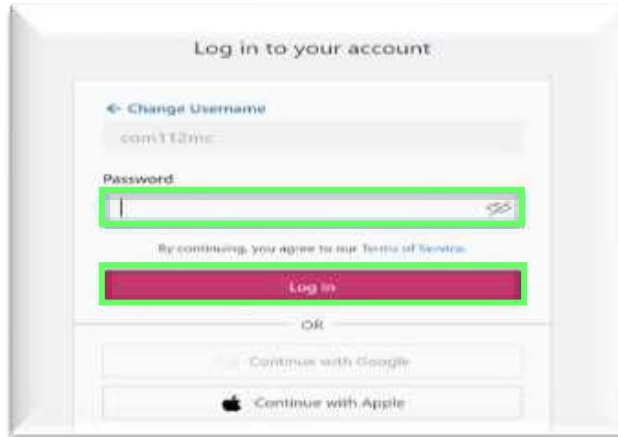 Log in to your account
← Change Username
com112mc
Password
By continuing, you agree to our Terms of Service.
Log in
OR
Continue with Google
Continue with Apple